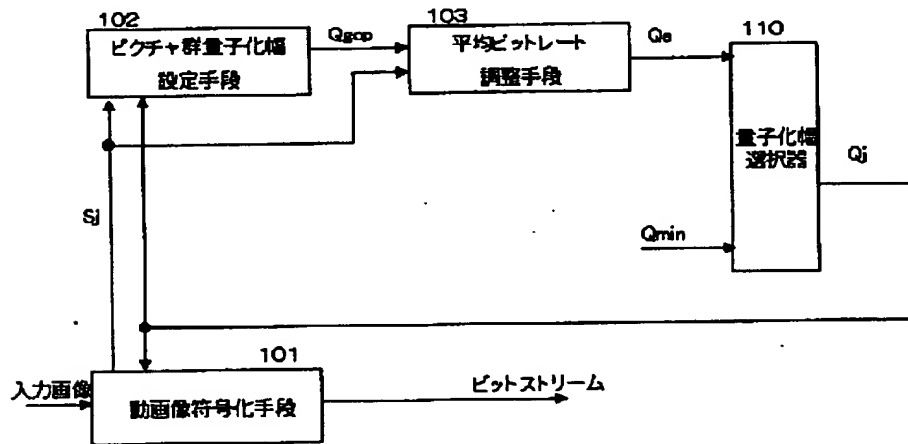 102
ピクチャ群量子化幅
設定手段
Qgop
103
平均ビットレート
調整手段
Qe
110
量子化幅
選択器
Qj
Sj
Qmin
101
入力画像
動画像符号化手段
ビットストリーム